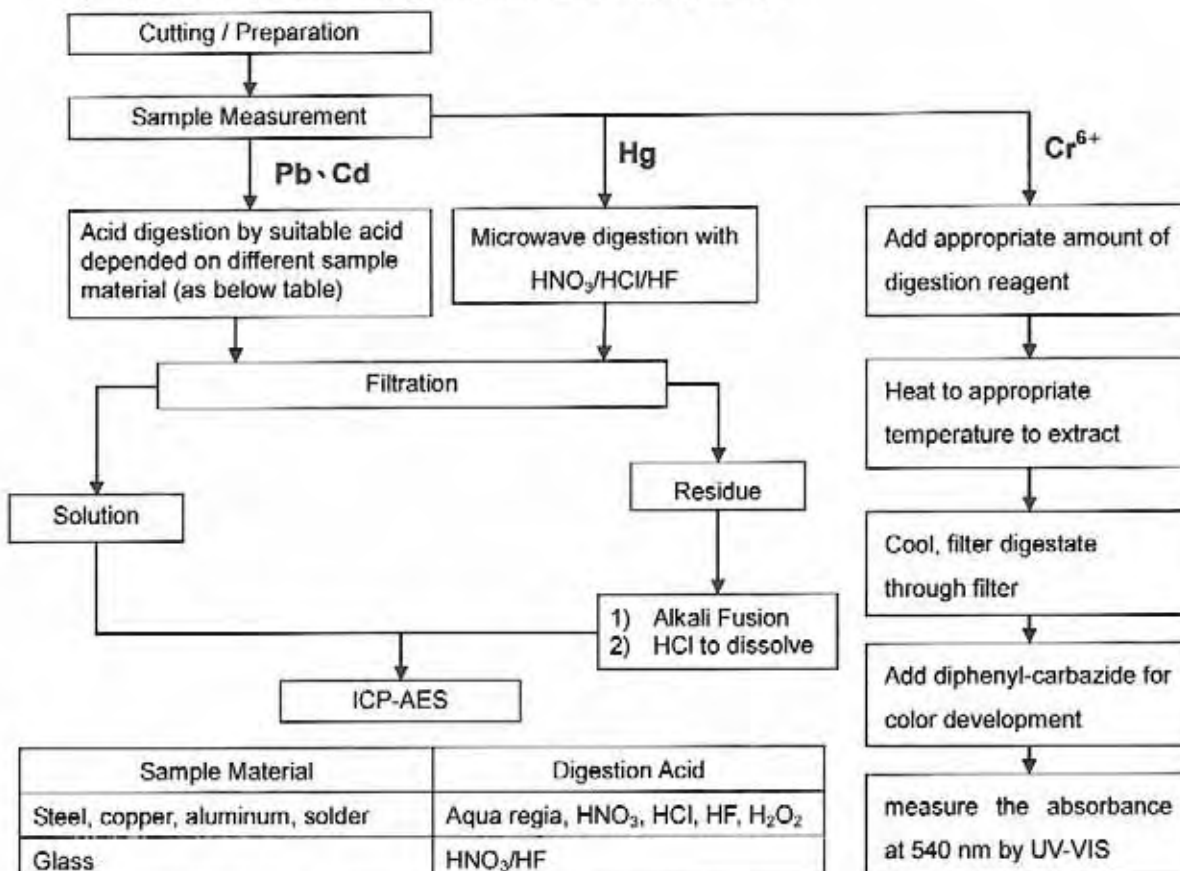 Cutting / Preparation
Sample Measurement
Pb、Cd
Hg
Cr⁶⁺
Acid digestion by suitable acid
depended on different sample
material (as below table)
Microwave digestion with
HNO₃/HCl/HF
Add appropriate amount of
digestion reagent
Filtration
Heat to appropriate
temperature to extract
Solution
Residue
Cool, filter digestate
through filter
1) Alkali Fusion
2) HCl to dissolve
ICP-AES
Add diphenyl-carbazide for
color development
Sample Material Digestion Acid
Steel, copper, aluminum, solder Aqua regia, HNO₃, HCl, HF, H₂O₂
Glass HNO₃/HF
measure the absorbance
at 540 nm by UV-VIS